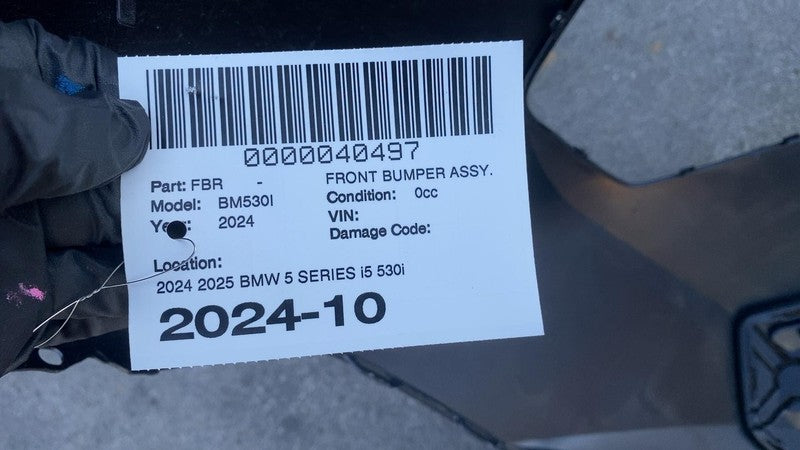 0000040497
Part: FBR - FRONT BUMPER ASSY.
Model: BM530I Condition: 0cc
Year: 2024 VIN:
Damage Code:
Location:
2024 2025 BMW 5 SERIES i5 530i
2024-10